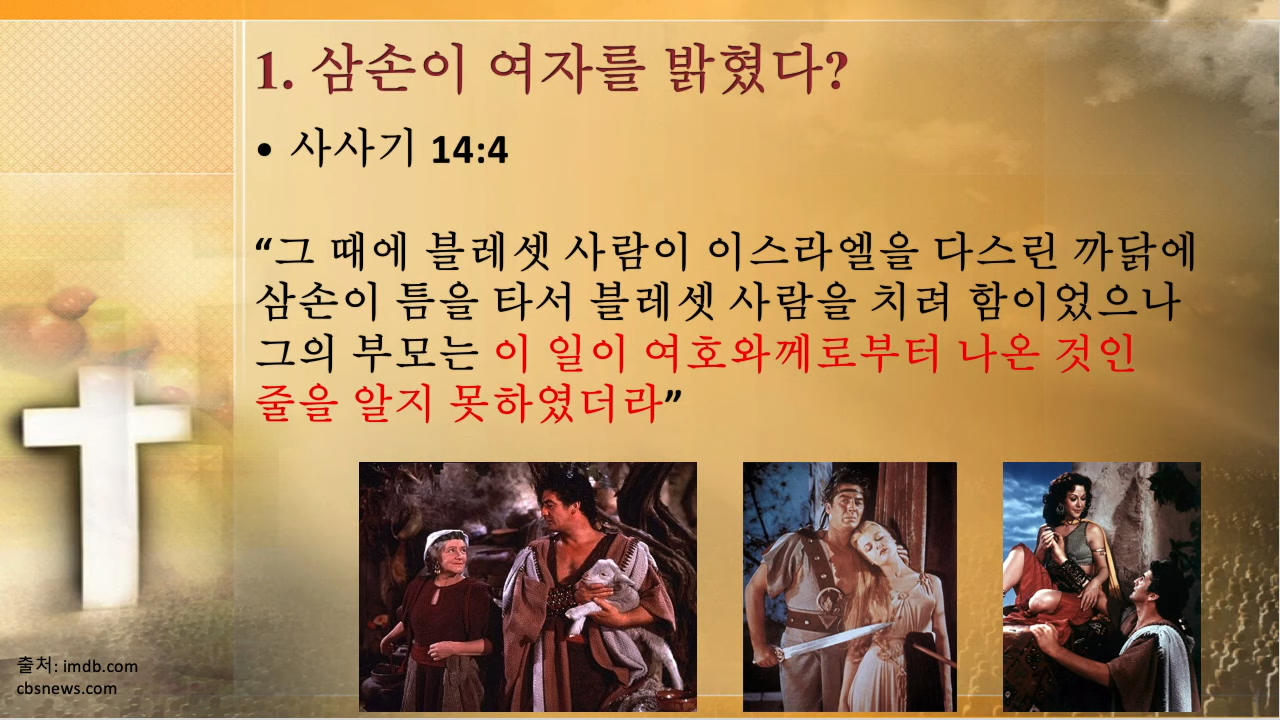 1. 삼손이 여자를 밝혔다?
• 사사기 14:4
“그 때에 블레셋 사람이 이스라엘을 다스린 까닭에
삼손이 틈을 타서 블레셋 사람을 치려 함이었으나
그의 부모는 이 일이 여호와께로부터 나온 것인
줄을 알지 못하였더라”
출처: imdb.com
cbsnews.com